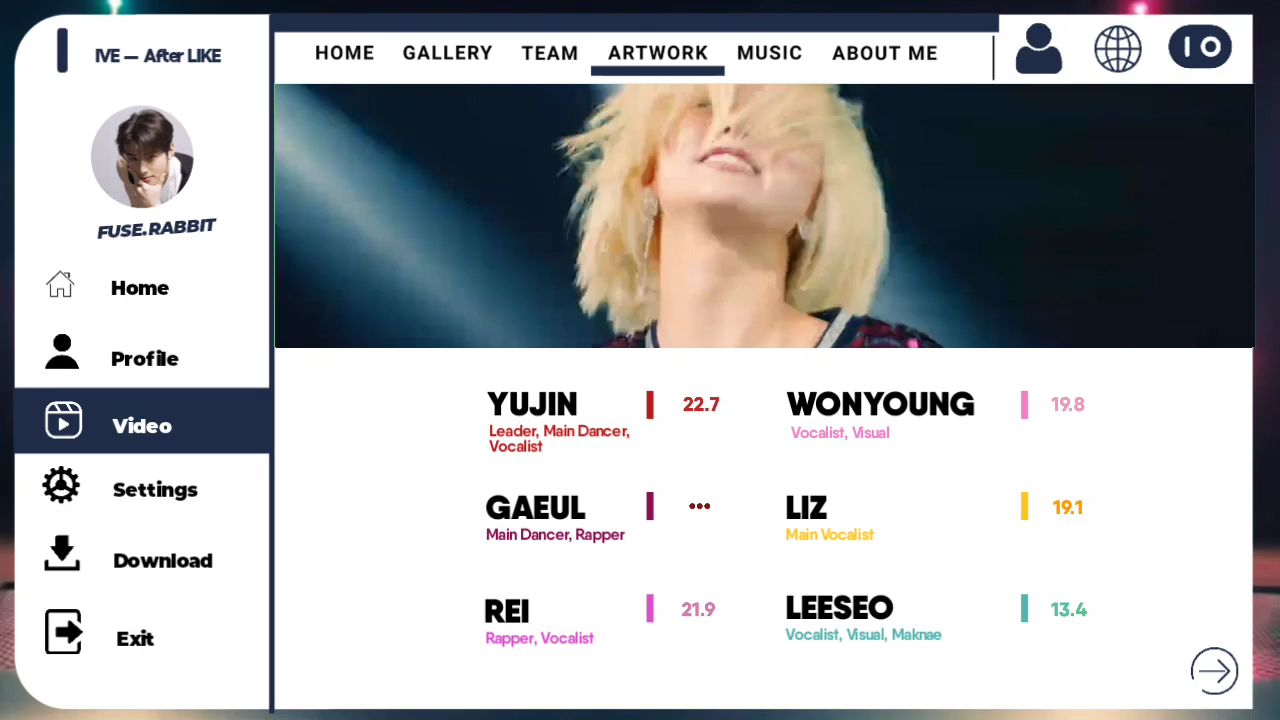 IVE – After LIKE
HOME GALLERY TEAM ARTWORK MUSIC ABOUT ME
IO
FUSE.RABBIT
Home
Profile
Video
Settings
Download
Exit
YUJIN 22.7
Leader, Main Dancer,
Vocalist
WONYOUNG 19.8
Vocalist, Visual
GAEUL •••
Main Dancer, Rapper
LIZ 19.1
Main Vocalist
REI 21.9
Rapper, Vocalist
LEESEO 13.4
Vocalist, Visual, Maknae